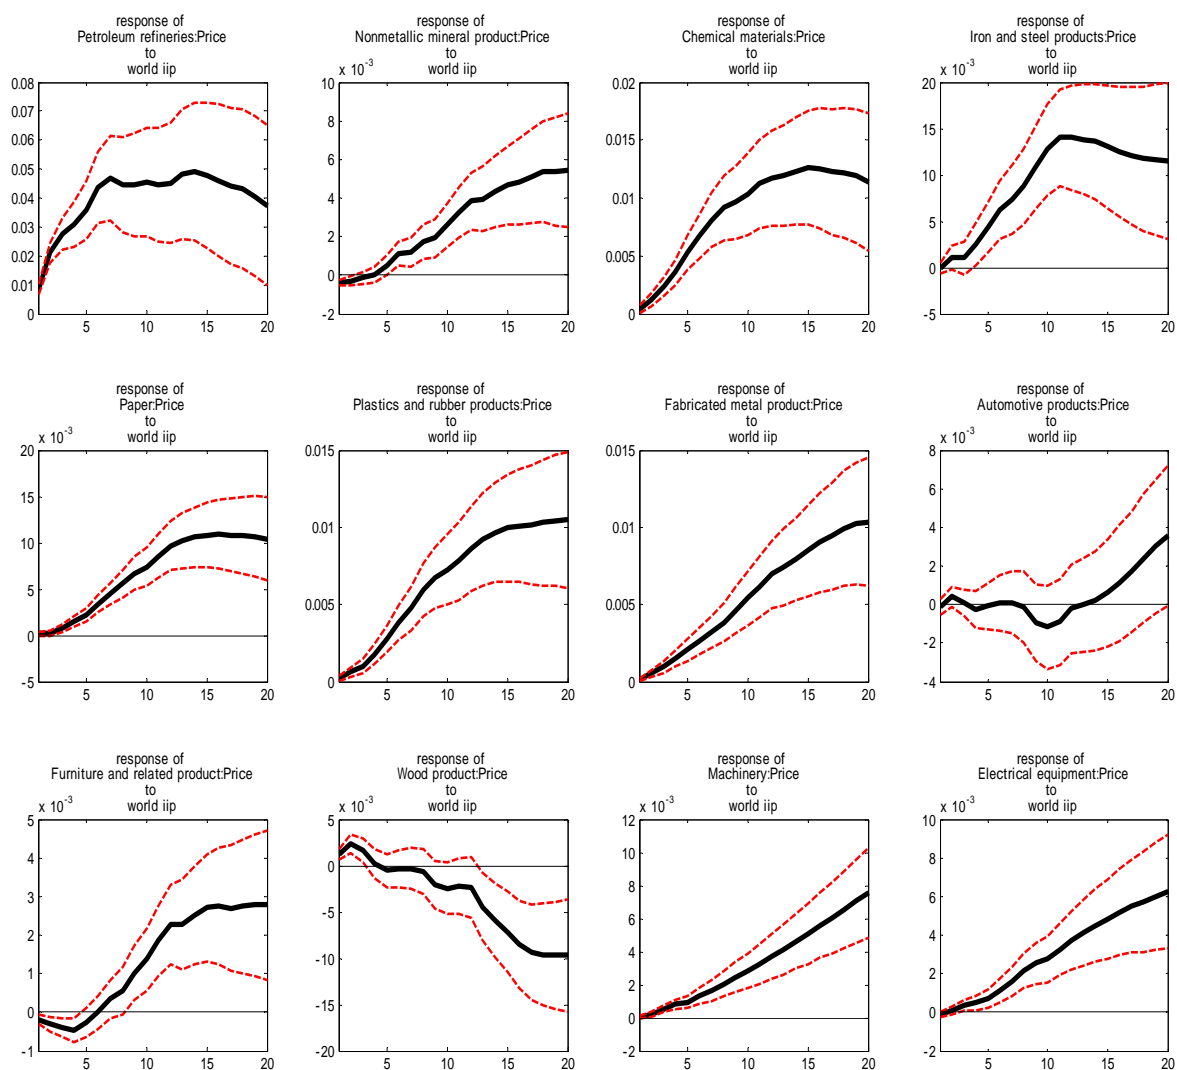 response of
Petroleum refineries:Price
to
world iip
0.08
0.07
0.06
0.05
0.04
0.03
0.02
0.01
0
5 10 15 20
response of
Nonmetallic mineral product:Price
to
world iip
x 10-3
10
8
6
4
2
0
-2
5 10 15 20
response of
Chemical materials:Price
to
world iip
0.02
0.015
0.01
0.005
0
5 10 15 20
response of
Iron and steel products:Price
to
world iip
x 10-3
20
15
10
5
0
-5
5 10 15 20
response of
Paper:Price
to
world iip
x 10-3
20
15
10
5
0
-5
5 10 15 20
response of
Plastics and rubber products:Price
to
world iip
0.015
0.01
0.005
0
5 10 15 20
response of
Fabricated metal product:Price
to
world iip
0.015
0.01
0.005
0
5 10 15 20
response of
Automotive products:Price
to
world iip
x 10-3
8
6
4
2
0
-2
-4
5 10 15 20
response of
Furniture and related product:Price
to
world iip
x 10-3
5
4
3
2
1
0
-1
5 10 15 20
response of
Wood product:Price
to
world iip
x 10-3
5
0
-5
-10
-15
-20
5 10 15 20
response of
Machinery:Price
to
world iip
x 10-3
12
10
8
6
4
2
0
-2
5 10 15 20
response of
Electrical equipment:Price
to
world iip
x 10-3
10
8
6
4
2
0
-2
5 10 15 20